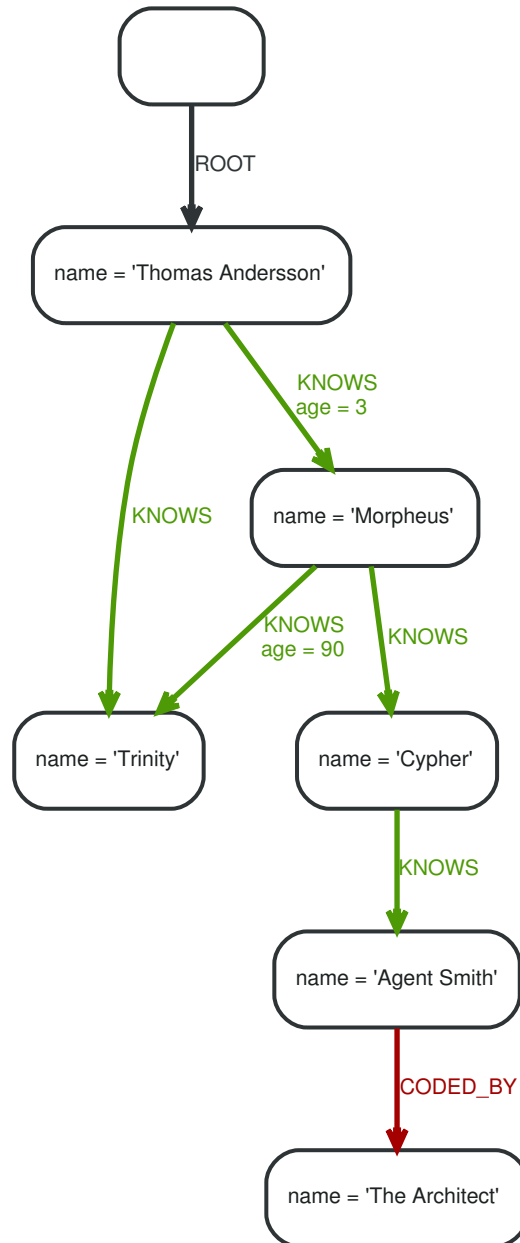 ROOT
name = 'Thomas Andersson'
KNOWS
age = 3
KNOWS
name = 'Morpheus'
KNOWS
age = 90
KNOWS
name = 'Trinity'
name = 'Cypher'
KNOWS
name = 'Agent Smith'
CODED_BY
name = 'The Architect'